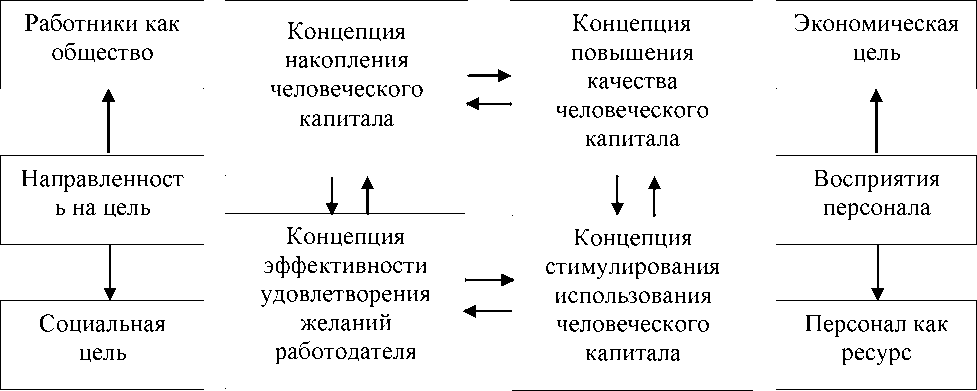 Работники как
общество
Концепция
накопления
человеческого
капитала
Концепция
повышения
качества
человеческого
капитала
Экономическая
цель
Направленност
ь на цель
Восприятия
персонала
Социальная
цель
Концепция
эффективности
удовлетворения
желаний
работодателя
Концепция
стимулирования
использования
человеческого
капитала
Персонал как
ресурс